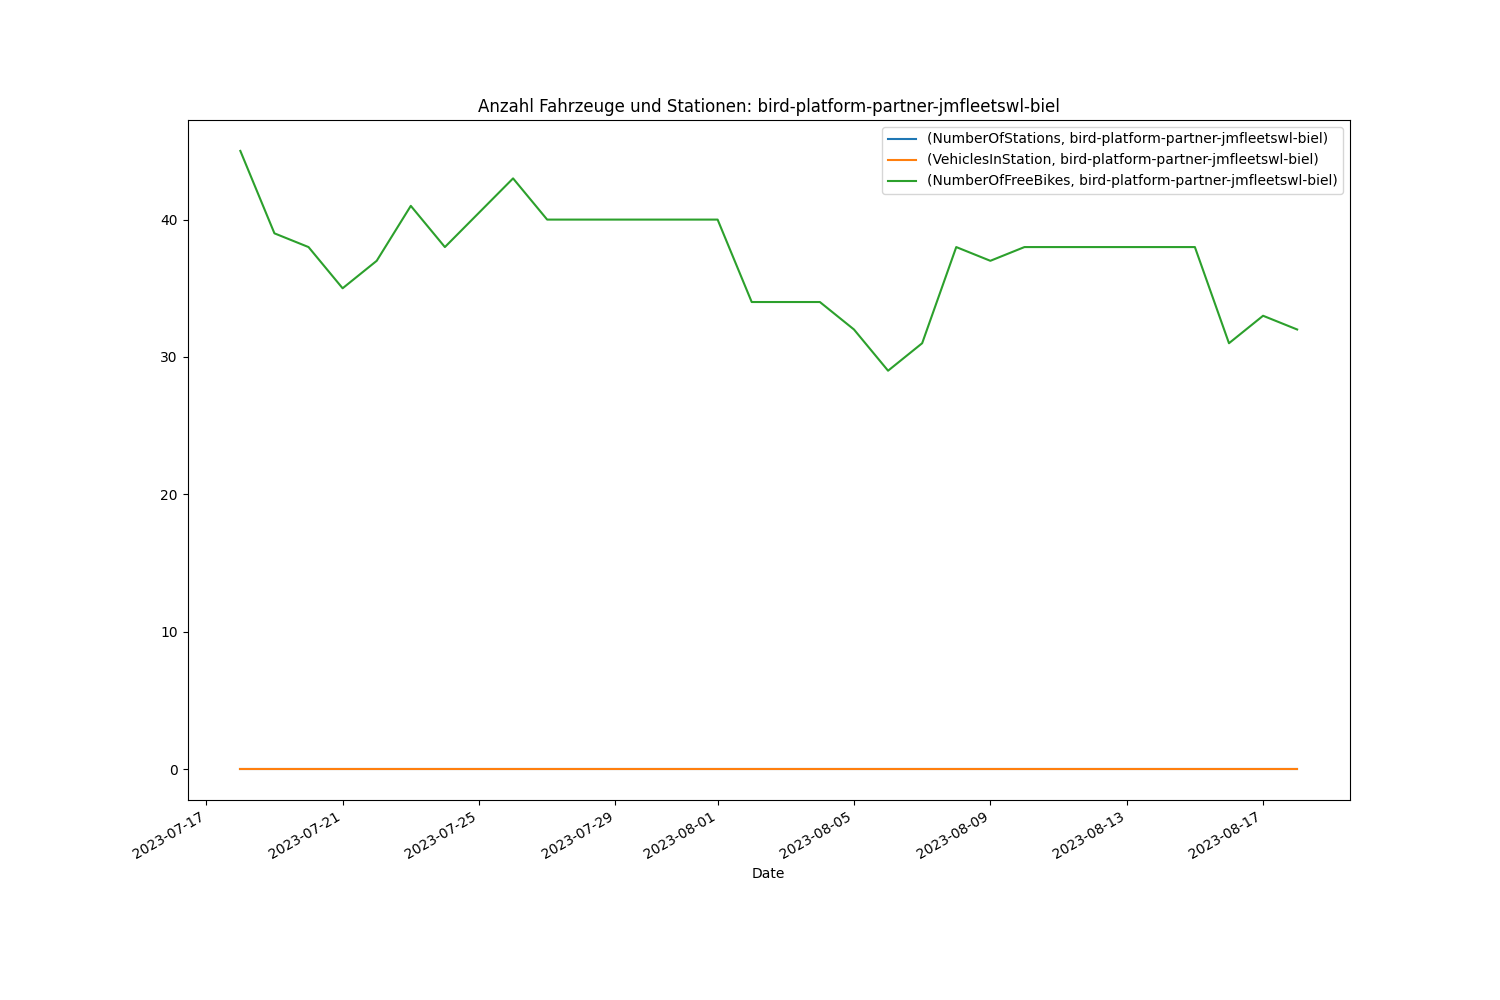 Anzahl Fahrzeuge und Stationen: bird-platform-partner-jmfleetswl-biel
(NumberOfStations, bird-platform-partner-jmfleetswl-biel)
(VehiclesInStation, bird-platform-partner-jmfleetswl-biel)
(NumberOfFreeBikes, bird-platform-partner-jmfleetswl-biel)
40
30
20
10
0
2023-07-17
2023-07-21
2023-07-25
2023-07-29
2023-08-01
2023-08-05
2023-08-09
2023-08-13
2023-08-17
Date